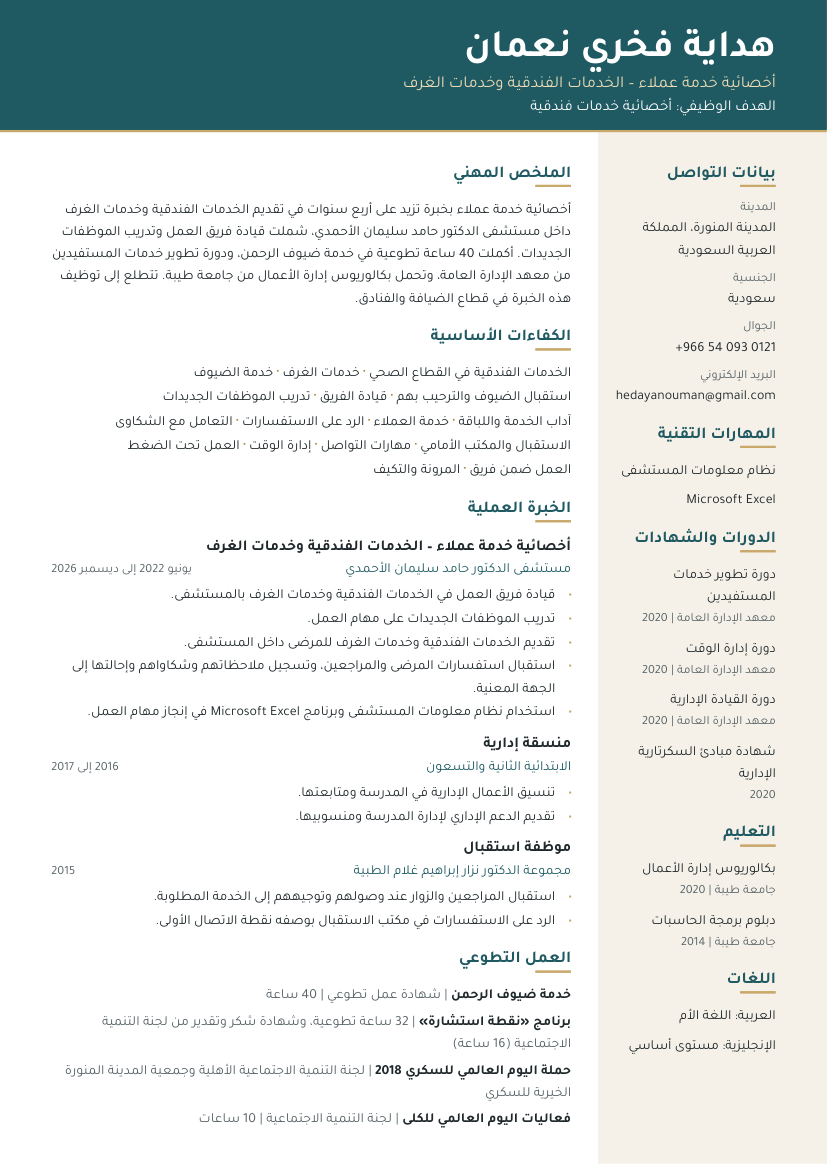 هداية فخري نعمان
أخصائية خدمة عملاء – الخدمات الفندقية وخدمات الغرف
الهدف الوظيفي: أخصائية خدمات فندقية
بيانات التواصل
المدينة
المدينة المنورة، المملكة
العربية السعودية
الجنسية
سعودية
الجوال
+966 54 093 0121
البريد الإلكتروني
hedayanouman@gmail.com
المهارات التقنية
نظام معلومات المستشفى
Microsoft Excel
الدورات والشهادات
دورة تطوير خدمات
المستفيدين
معهد الإدارة العامة | 2020
دورة إدارة الوقت
معهد الإدارة العامة | 2020
دورة القيادة الإدارية
معهد الإدارة العامة | 2020
شهادة مبادئ السكرتارية
الإدارية
2020
التعليم
بكالوريوس إدارة الأعمال
جامعة طيبة | 2020
دبلوم برمجة الحاسبات
جامعة طيبة | 2014
اللغات
العربية: اللغة الأم
الإنجليزية: مستوى أساسي
الملخص المهني
أخصائية خدمة عملاء بخبرة تزيد على أربع سنوات في تقديم الخدمات الفندقية وخدمات الغرف
داخل مستشفى الدكتور حامد سليمان الأحمدي، شملت قيادة فريق العمل وتدريب الموظفات
الجديدات. أكملت 40 ساعة تطوعية في خدمة ضيوف الرحمن، ودورة تطوير خدمات المستفيدين
من معهد الإدارة العامة، وتحمل بكالوريوس إدارة الأعمال من جامعة طيبة. تتطلع إلى توظيف
هذه الخبرة في قطاع الضيافة والفنادق.
الكفاءات الأساسية
الخدمات الفندقية في القطاع الصحي · خدمات الغرف · خدمة الضيوف
استقبال الضيوف والترحيب بهم · قيادة الفريق · تدريب الموظفات الجديدات
آداب الخدمة واللباقة · خدمة العملاء · الرد على الاستفسارات · التعامل مع الشكاوى
الاستقبال والمكتب الأمامي · مهارات التواصل · إدارة الوقت · العمل تحت الضغط
العمل ضمن فريق · المرونة والتكيف
الخبرة العملية
أخصائية خدمة عملاء – الخدمات الفندقية وخدمات الغرف
مستشفى الدكتور حامد سليمان الأحمدي يونيو 2022 إلى ديسمبر 2026
• قيادة فريق العمل في الخدمات الفندقية وخدمات الغرف بالمستشفى.
• تدريب الموظفات الجديدات على مهام العمل.
• تقديم الخدمات الفندقية وخدمات الغرف للمرضى داخل المستشفى.
• استقبال استفسارات المرضى والمراجعين، وتسجيل ملاحظاتهم وشكاواهم وإحالتها إلى
الجهة المعنية.
• استخدام نظام معلومات المستشفى وبرنامج Microsoft Excel في إنجاز مهام العمل.
منسقة إدارية
الابتدائية الثانية والتسعون 2016 إلى 2017
• تنسيق الأعمال الإدارية في المدرسة ومتابعتها.
• تقديم الدعم الإداري لإدارة المدرسة ومنسوبيها.
موظفة استقبال
مجموعة الدكتور نزار إبراهيم غلام الطبية 2015
• استقبال المراجعين والزوار عند وصولهم وتوجيههم إلى الخدمة المطلوبة.
• الرد على الاستفسارات في مكتب الاستقبال بوصفه نقطة الاتصال الأولى.
العمل التطوعي
خدمة ضيوف الرحمن | شهادة عمل تطوعي | 40 ساعة
برنامج «نقطة استشارة» | 32 ساعة تطوعية، وشهادة شكر وتقدير من لجنة التنمية
الاجتماعية (16 ساعة)
حملة اليوم العالمي للسكري 2018 | لجنة التنمية الاجتماعية الأهلية وجمعية المدينة المنورة
الخيرية للسكري
فعاليات اليوم العالمي للكلى | لجنة التنمية الاجتماعية | 10 ساعات